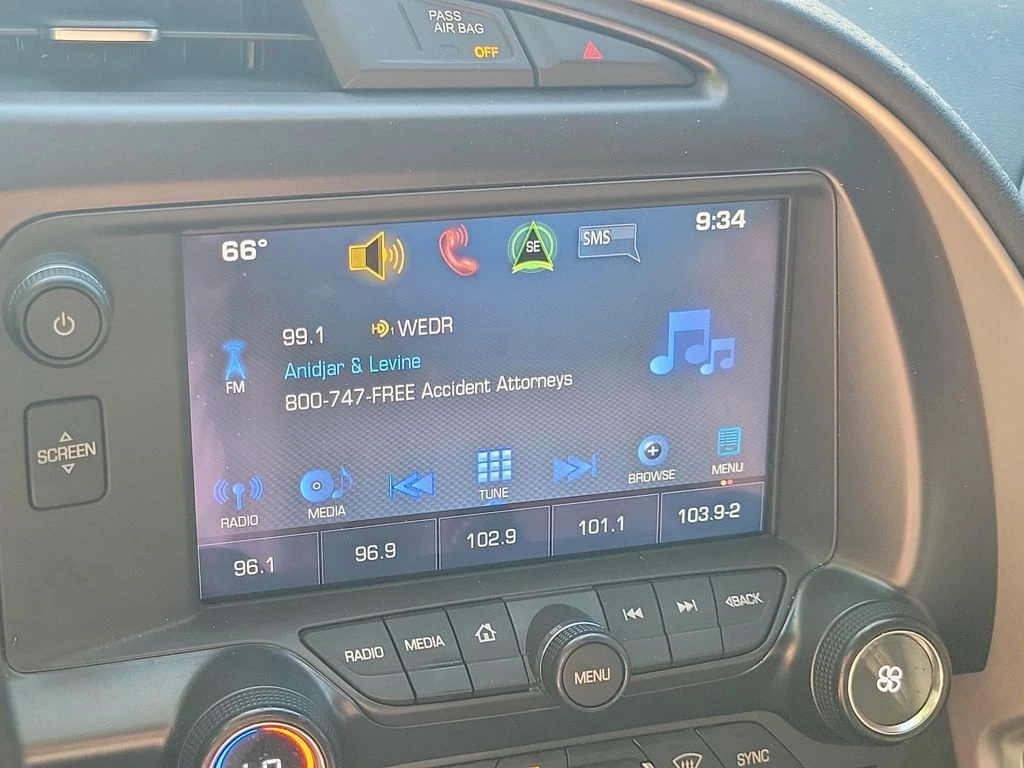 PASS
AIR BAG
OFF
66°
SE
SMS
9:34
99.1 HD1 WEDR
FM
Anidjar & Levine
800-747-FREE Accident Attorneys
SCREEN
RADIO
MEDIA
TUNE
BROWSE
MENU
96.1
96.9
102.9
101.1
103.9-2
RADIO
MEDIA
BACK
MENU
SYNC